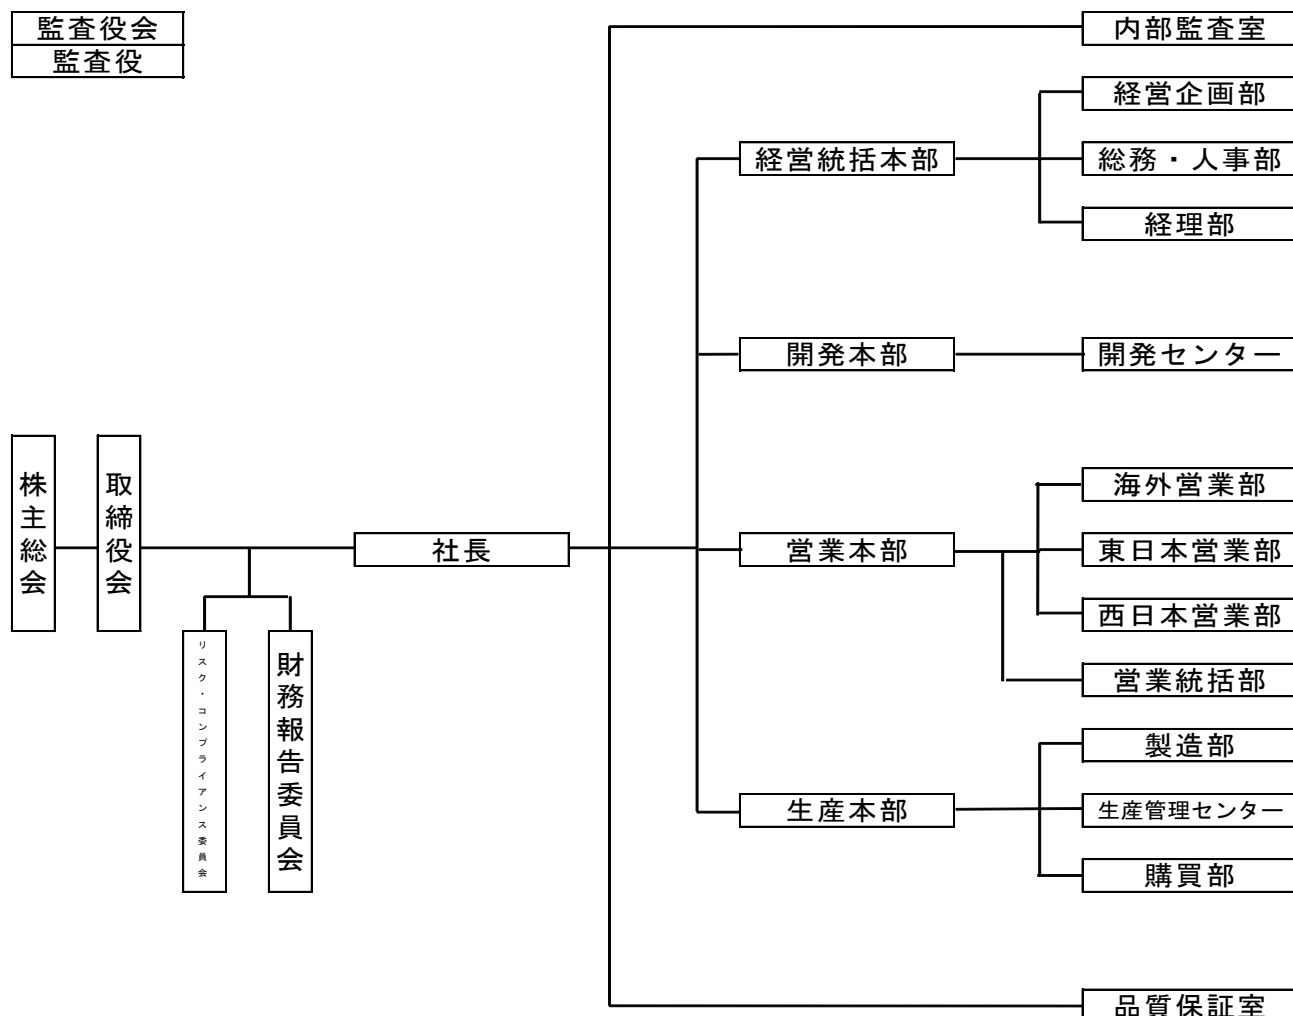 監査役会
監査役
内部監査室
経営企画部
経営統括本部
総務・人事部
経理部
開発本部
開発センター
株主総会
取締役会
社長
海外営業部
営業本部
東日本営業部
西日本営業部
営業統括部
リスク・コンプライアンス委員会
財務報告委員会
製造部
生産本部
生産管理センター
購買部
品質保証室